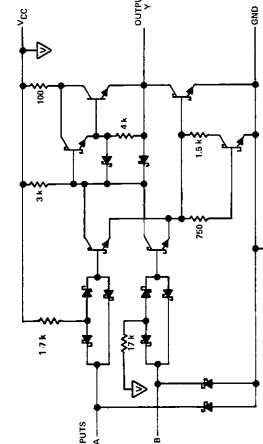 VCC
V
OUTPUT
Y
GND
100
3 k
4 k
1·7 k
1.5 k
750
17 k
V
PUTS
A
B